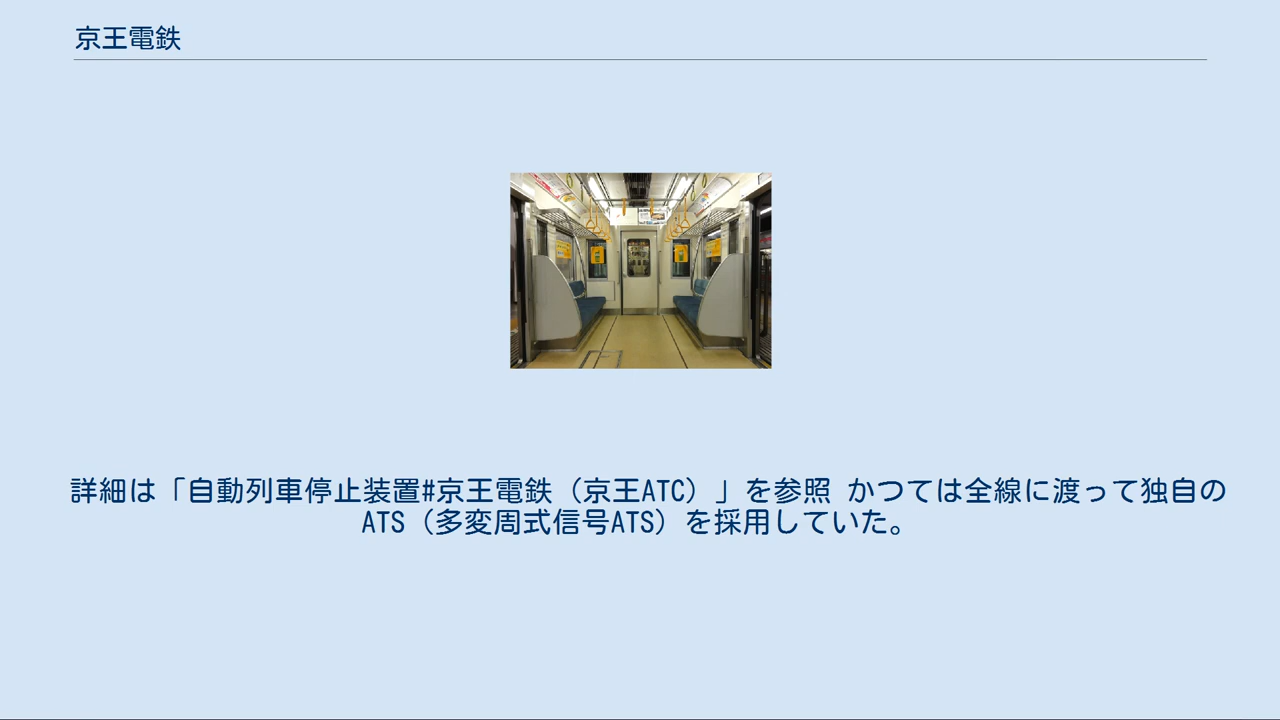 京王電鉄
詳細は「自動列車停止装置#京王電鉄（京王ATC）」を参照 かつては全線に渡って独自の
ATS（多変周式信号ATS）を採用していた。